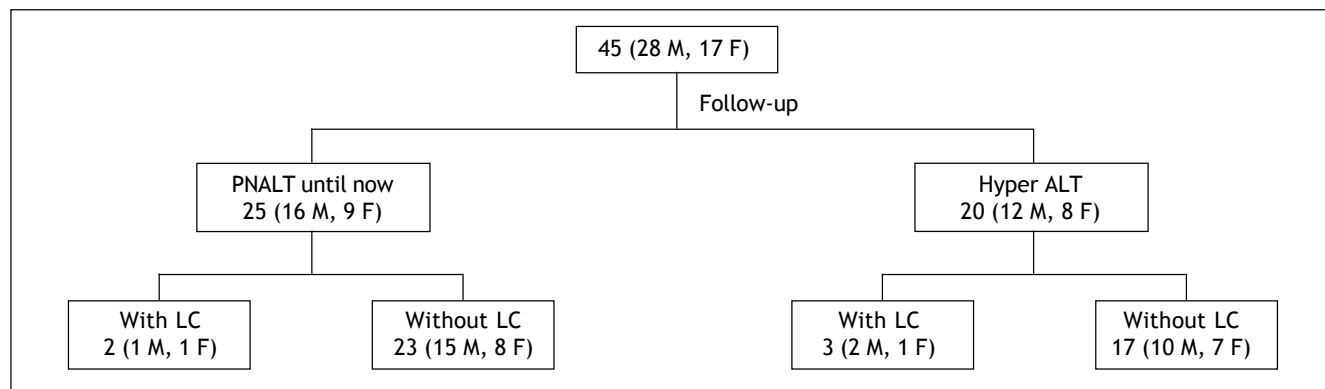 45 (28 M, 17 F)
Follow-up
PNALT until now
25 (16 M, 9 F)
Hyper ALT
20 (12 M, 8 F)
With LC
2 (1 M, 1 F)
Without LC
23 (15 M, 8 F)
With LC
3 (2 M, 1 F)
Without LC
17 (10 M, 7 F)